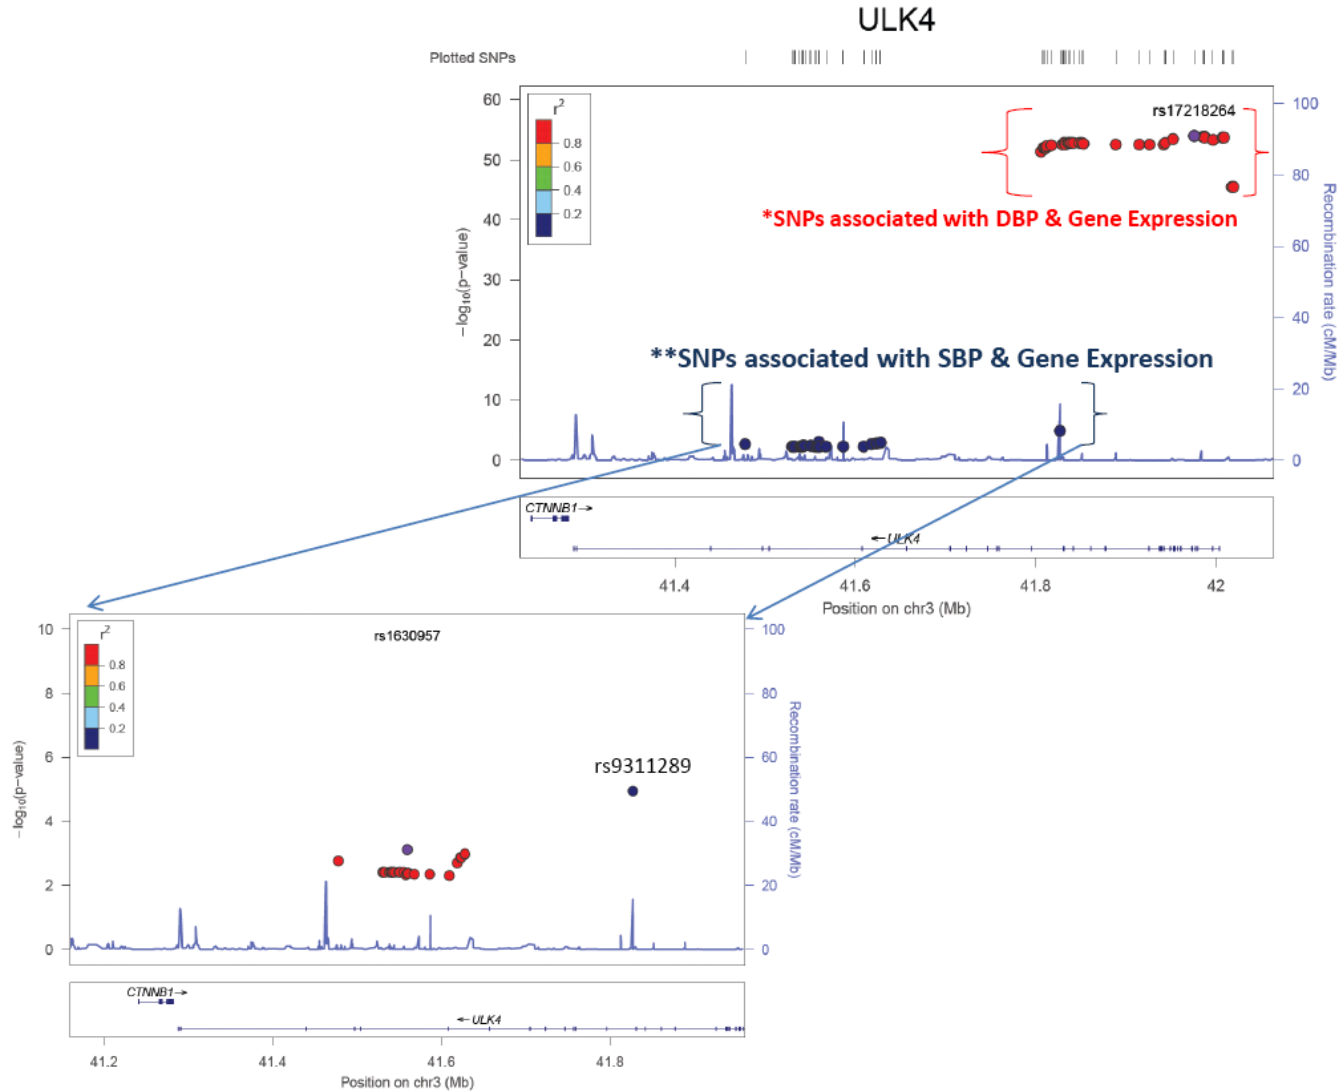 ULK4
Plotted SNPs
r2
0.8
0.6
0.4
0.2
rs17218264
*SNPs associated with DBP & Gene Expression
**SNPs associated with SBP & Gene Expression
60
50
40
30
20
10
0
−log10(p−value)
100
80
60
40
20
0
Recombination rate (cM/Mb)
CTNNB1→
←ULK4
41.4
41.6
41.8
42
Position on chr3 (Mb)
r2
0.8
0.6
0.4
0.2
rs1630957
rs9311289
10
8
6
4
2
0
−log10(p−value)
100
80
60
40
20
0
Recombination rate (cM/Mb)
CTNNB1→
←ULK4
41.2
41.4
41.6
41.8
Position on chr3 (Mb)